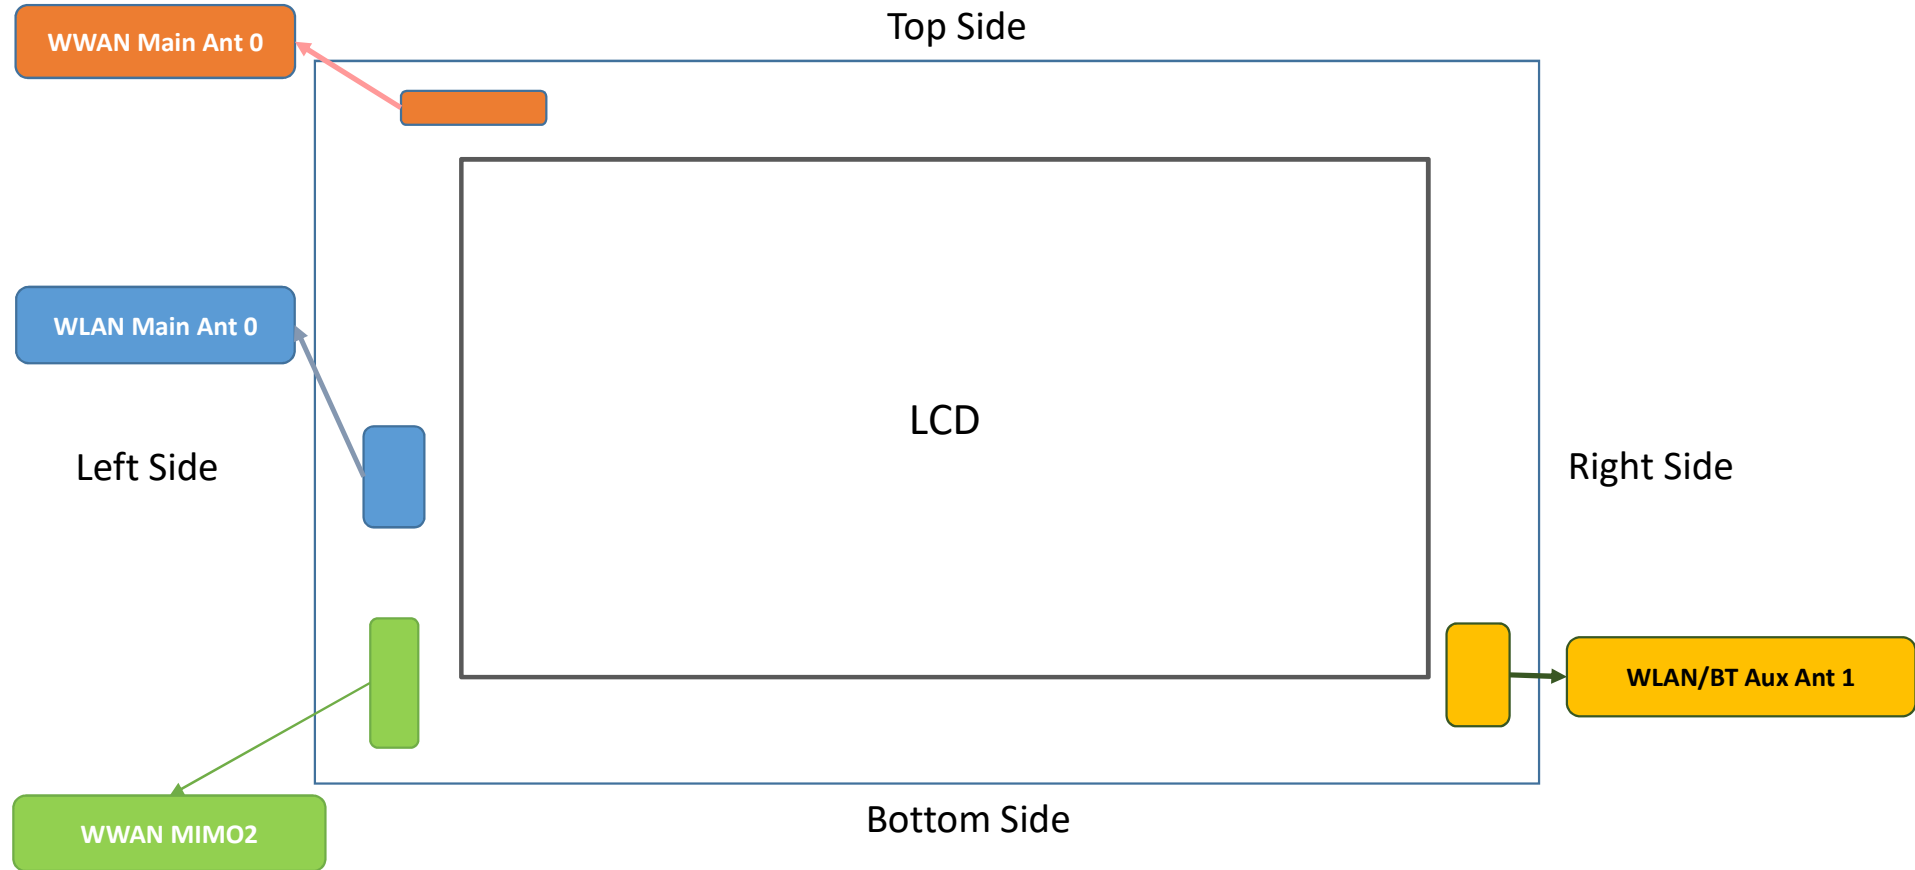 Top Side
WWAN Main Ant 0
WLAN Main Ant 0
LCD
Left Side
Right Side
WLAN/BT Aux Ant 1
Bottom Side
WWAN MIMO2